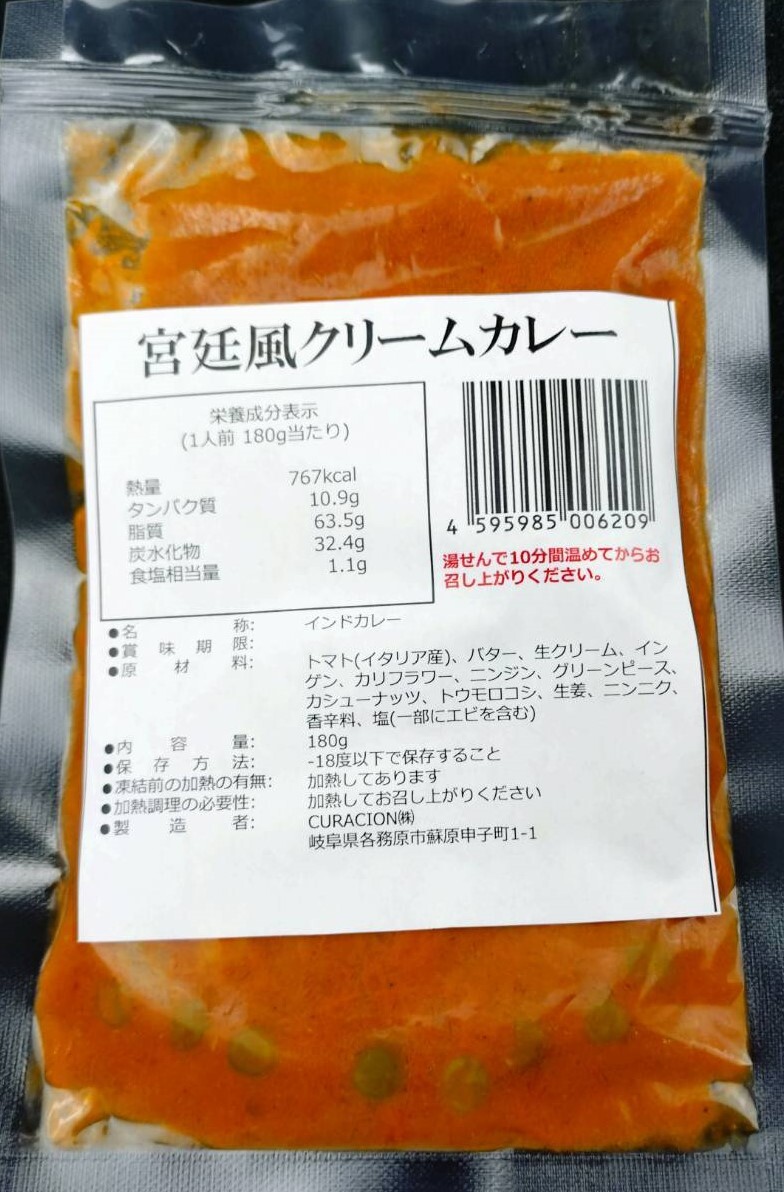 宮廷風クリームカレー
栄養成分表示
(1人前 180g当たり)
熱量 767kcal
タンパク質 10.9g
脂質 63.5g
炭水化物 32.4g
食塩相当量 1.1g
4 595985 006209
湯せんで10分間温めてからお
召し上がりください。
●名称: インドカレー
●賞味期限:
●原材料: トマト(イタリア産)、バター、生クリーム、イン
ゲン、カリフラワー、ニンジン、グリーンピース、
カシューナッツ、トウモロコシ、生姜、ニンニク、
香辛料、塩(一部にエビを含む)
●内容量: 180g
●保存方法: -18度以下で保存すること
●凍結前の加熱の有無: 加熱してあります
●加熱調理の必要性: 加熱してお召し上がりください
●製造者: CURACION㈱
岐阜県各務原市蘇原申子町1-1